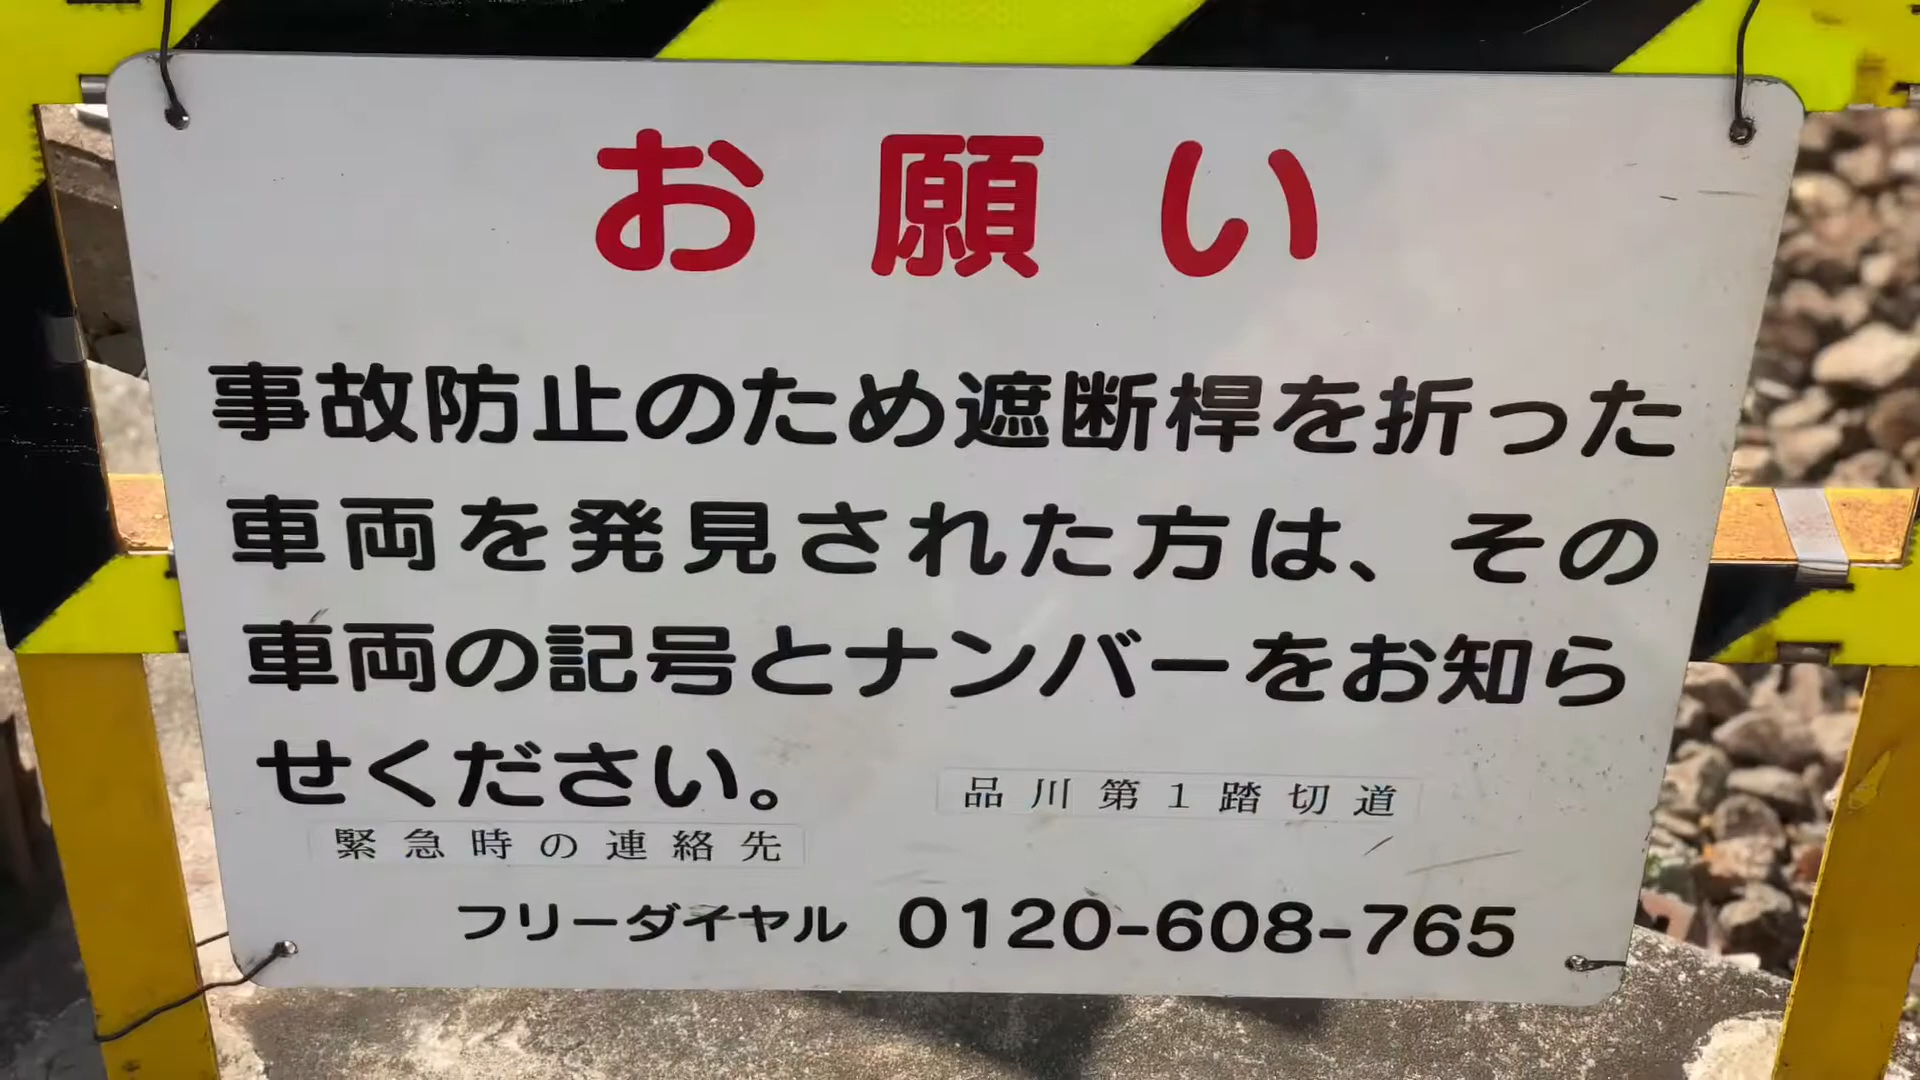 お願い
事故防止のため遮断桿を折った
車両を発見された方は、その
車両の記号とナンバーをお知ら
せください。
品川第1踏切道
緊急時の連絡先
フリーダイヤル 0120-608-765